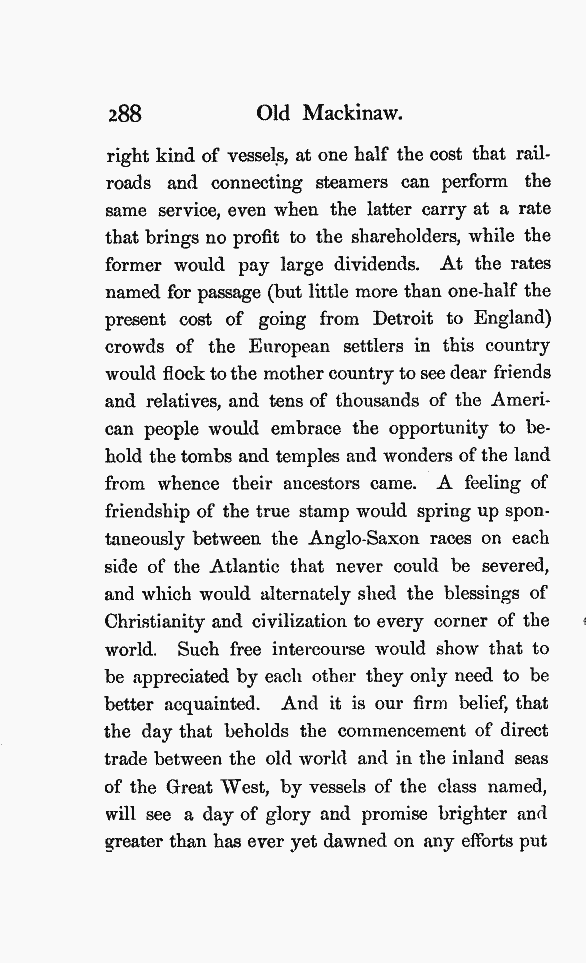 288 Old Mackinaw.
right kind of vessels, at one half the cost that rail-
roads and connecting steamers can perform the
same service, even when the latter carry at a rate
that brings no profit to the shareholders, while the
former would pay large dividends. At the rates
named for passage (but little more than one-half the
present cost of going from Detroit to England)
crowds of the European settlers in this country
would flock to the mother country to see dear friends
and relatives, and tens of thousands of the Ameri-
can people would embrace the opportunity to be-
hold the tombs and temples and wonders of the land
from whence their ancestors came. A feeling of
friendship of the true stamp would spring up spon-
taneously between the Anglo-Saxon races on each
side of the Atlantic that never could be severed,
and which would alternately shed the blessings of
Christianity and civilization to every corner of the
world. Such free intercourse would show that to
be appreciated by each other they only need to be
better acquainted. And it is our firm belief, that
the day that beholds the commencement of direct
trade between the old world and in the inland seas
of the Great West, by vessels of the class named,
will see a day of glory and promise brighter and
greater than has ever yet dawned on any efforts put